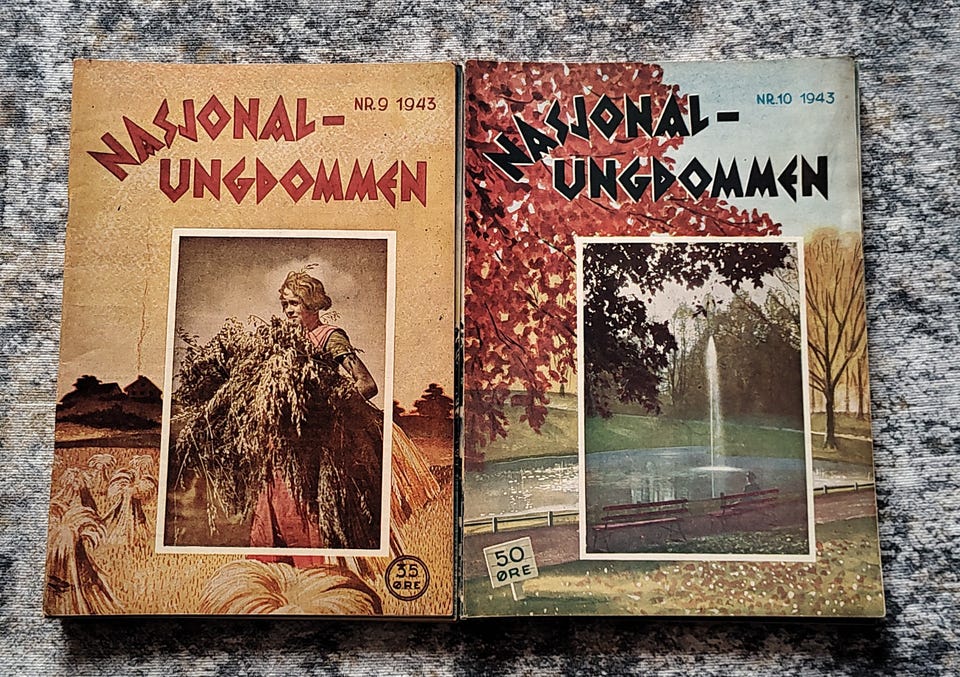 NR. 9 1943
NASJONAL-
UNGDOMMEN
35
ØRE
NR. 10 1943
NASJONAL-
UNGDOMMEN
50
ØRE